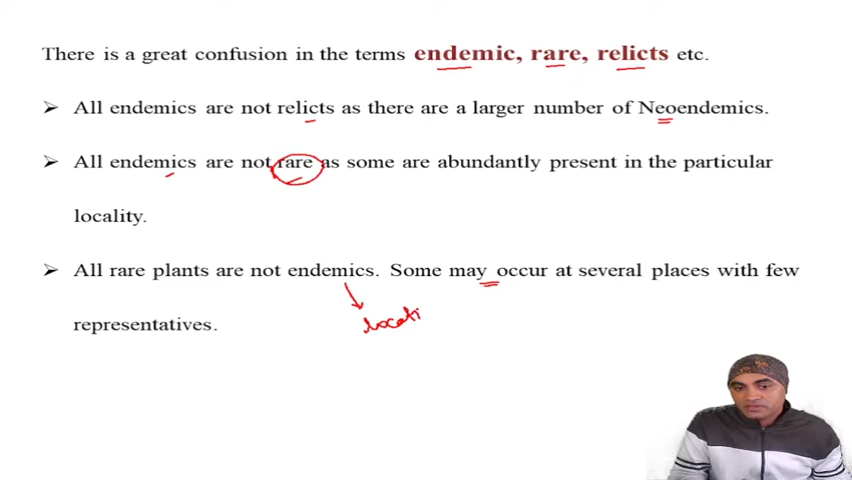 There is a great confusion in the terms endemic, rare, relicts etc.
➢ All endemics are not relicts as there are a larger number of Neoendemics.
➢ All endemics are not rare as some are abundantly present in the particular
locality.
➢ All rare plants are not endemics. Some may occur at several places with few
representatives.
locati